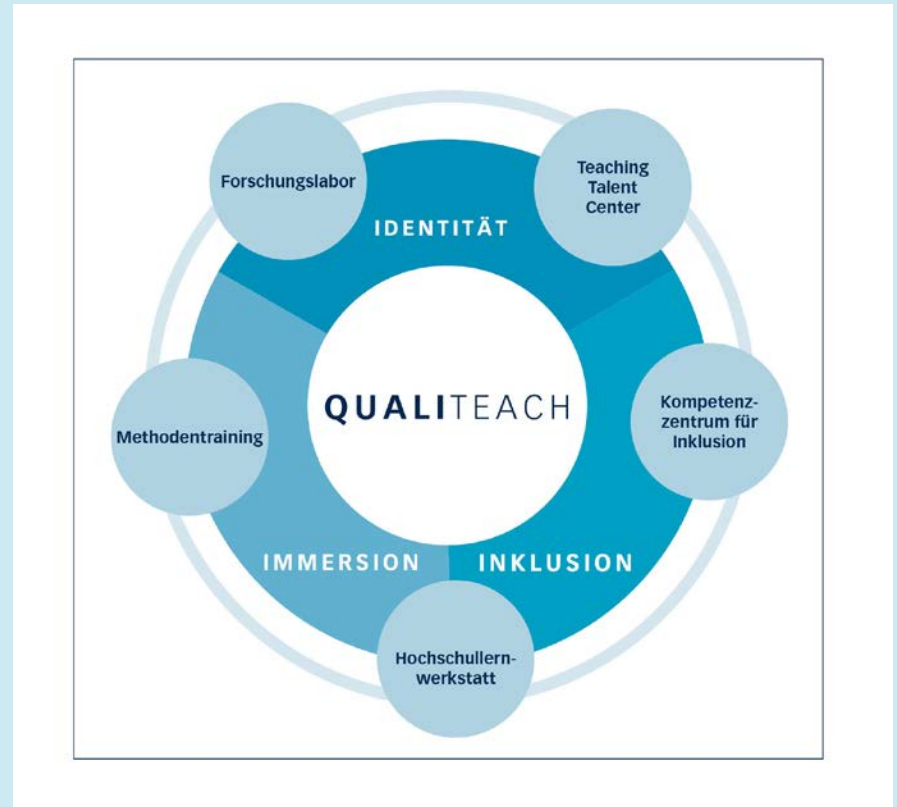 Forschungslabor
Teaching
Talent
Center
IDENTITÄT
QUALITEACH
Kompetenz-
zentrum für
Inklusion
Methodentraining
IMMERSION
INKLUSION
Hochschullern-
werkstatt